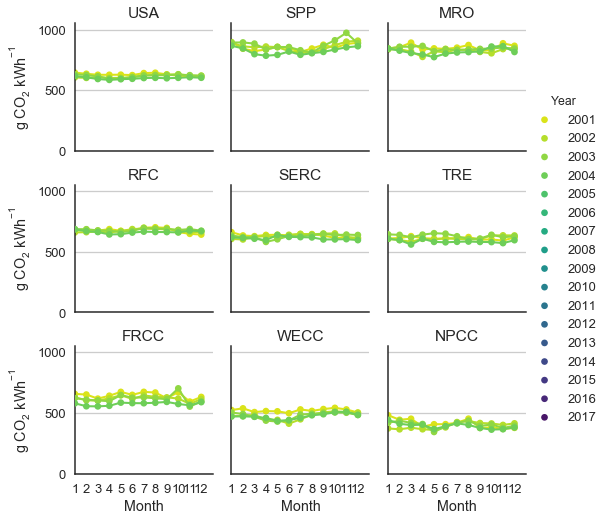 USA SPP MRO
1000
500
0
g CO₂ kWh⁻¹
RFC SERC TRE
1000
500
0
g CO₂ kWh⁻¹
FRCC WECC NPCC
1000
500
0
g CO₂ kWh⁻¹
1 2 3 4 5 6 7 8 9 10 11 12 1 2 3 4 5 6 7 8 9 10 11 12 1 2 3 4 5 6 7 8 9 10 11 12
Month Month Month
Year
2001
2002
2003
2004
2005
2006
2007
2008
2009
2010
2011
2012
2013
2014
2015
2016
2017